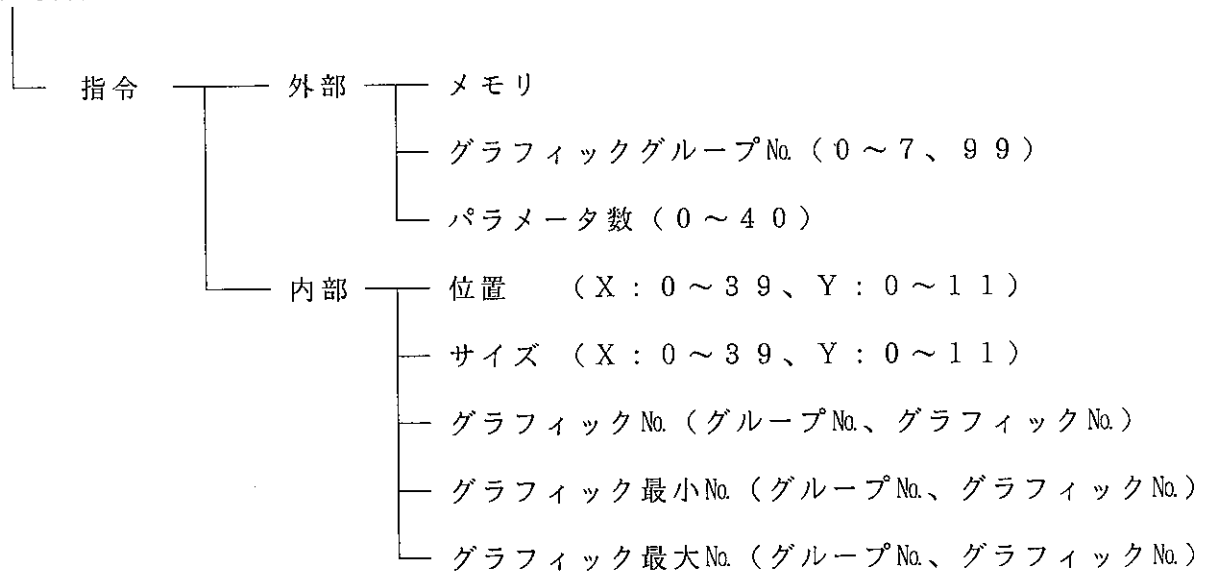 指令 外部 メモリ
グラフィックグループ№（0～7、99）
パラメータ数（0～40）
内部 位置 （X：0～39、Y：0～11）
サイズ （X：0～39、Y：0～11）
グラフィック№（グループ№、グラフィック№）
グラフィック最小№（グループ№、グラフィック№）
グラフィック最大№（グループ№、グラフィック№）